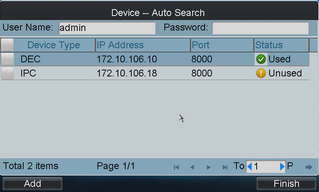 Device -- Auto Search
User Name: admin Password:
Device Type IP Address Port Status
DEC 172.10.106.10 8000 Used
IPC 172.10.106.18 8000 Unused
Total 2 items Page 1/1 To 1 P
Add Finish